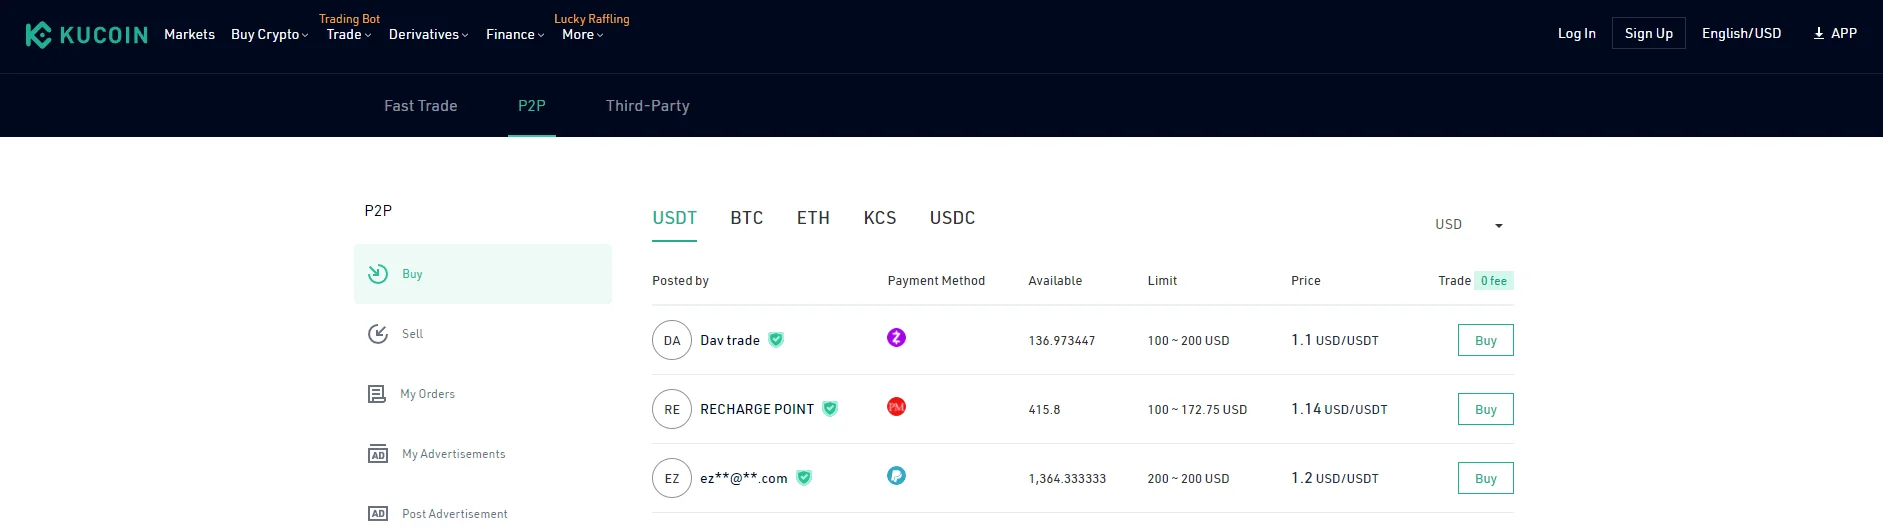 Trading Bot Lucky Raffling
KUCOIN Markets Buy Crypto Trade Derivatives Finance More Log In Sign Up English/USD APP
Fast Trade P2P Third-Party
P2P
USDT BTC ETH KCS USDC USD
Buy
Posted by Payment Method Available Limit Price Trade 0 fee
Sell
DA Dav trade 136.973447 100 ~ 200 USD 1.1 USD/USDT Buy
My Orders
RE RECHARGE POINT PM 415.8 100 ~ 172.75 USD 1.14 USD/USDT Buy
AD My Advertisements
EZ ez**@**.com 1,364.333333 200 ~ 200 USD 1.2 USD/USDT Buy
AD Post Advertisement